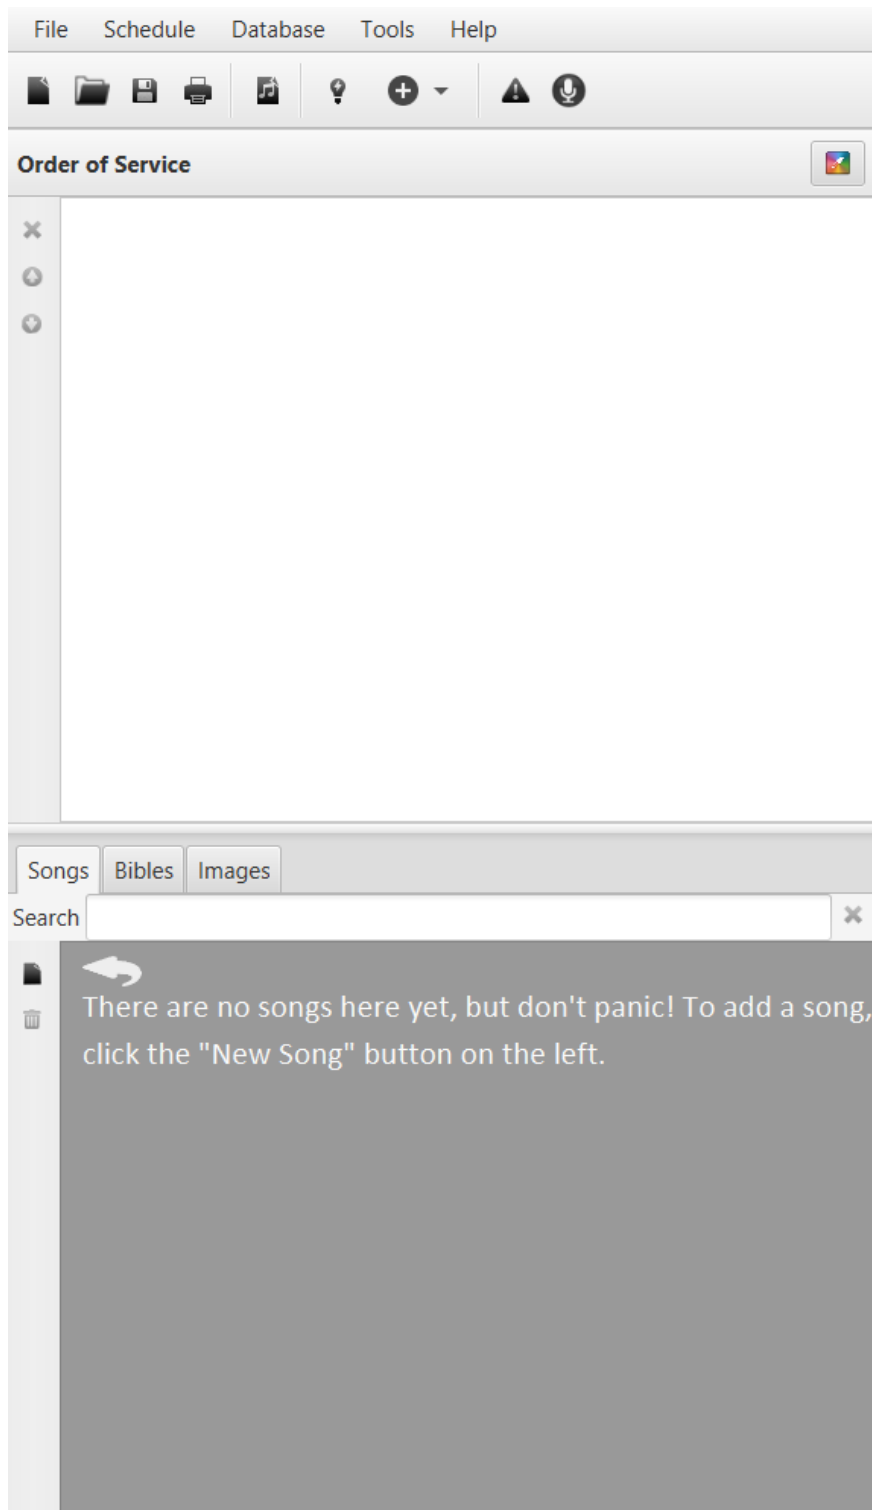 File Schedule Database Tools Help
Order of Service
Songs Bibles Images
Search
There are no songs here yet, but don't panic! To add a song,
click the "New Song" button on the left.